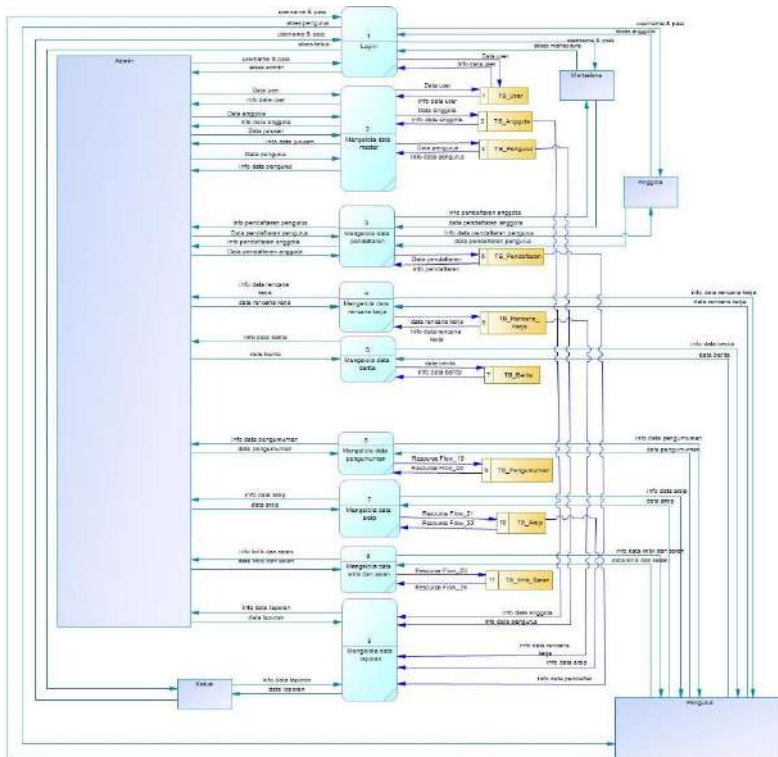 username & pass
akses pengurus
username & pass
akses ketua
1
Login
username & pass
akses anggota
username & pass
akses mahasiswa
Admin
username & pass
akses admin
Data user
Info data user
Mahasiswa
Data user
info data user
Data anggota
info data anggota
Data jurusan
info data jurusan
Data pengurus
info data pengurus
2
Mengelola data
master
Data user
info data user
Data anggota
info data anggota
Data pengurus
info data pengurus
1 TB_User
TB_Anggota
TB_Pengurus
Anggota
info pendaftaran pengurus
Data pendaftaran pengurus
info pendaftaran anggota
Data pendaftaran anggota
3
Mengelola data
pendaftaran
info pendaftaran anggota
data pendaftaran anggota
info data pendaftaran pengurus
data pendaftaran pengurus
Data pendaftaran
info pendaftaran
TB_Pendaftaran
info data rencana
kerja
data rencana kerja
4
Mengelola data
rencana kerja
data rencana kerja
info data rencana
kerja
TB_Rencana_
Kerja
info data rencana kerja
data rencana kerja
info data berita
data berita
5
Mengelola data
berita
data berita
info data berita
7 TB_Berita
info data berita
data berita
info data pengumuman
data pengumuman
6
Mengelola data
pengumuman
Resource Flow_19
Resource Flow_20
9 TB_Pengumuman
info data pengumuman
data pengumuman
info data arsip
data arsip
7
Mengelola data
arsip
Resource Flow_21
Resource Flow_22
10 TB_Arsip
info data arsip
data arsip
info kritik dan saran
data kritik dan saran
8
Mengelola data
kritik dan saran
Resource Flow_23
Resource Flow_24
11 TB_Kritik_Saran
info data kritik dan saran
data kritik dan saran
info data laporan
data laporan
9
Mengelola data
laporan
info data anggota
info data pengurus
info data rencana
kerja
info data arsip
info data pendaftar
Ketua
info data laporan
data laporan
Pengurus